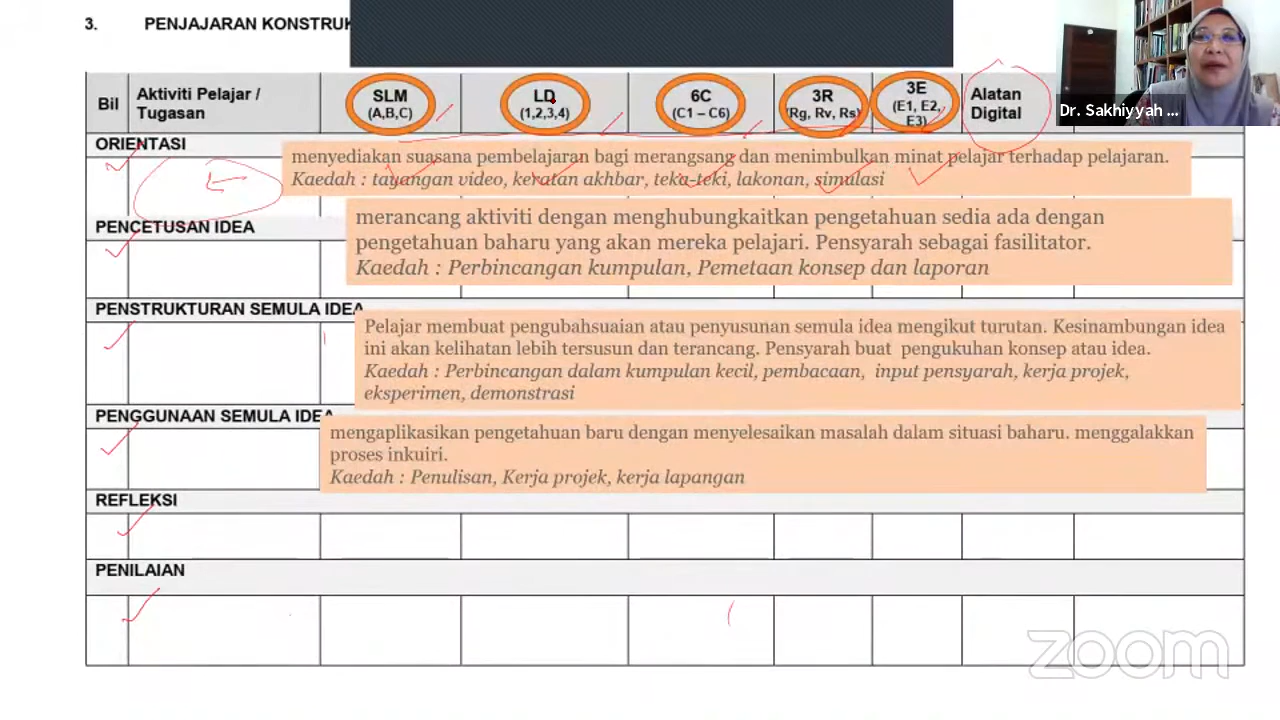 3. PENJAJARAN KONSTRUK
Bil
Aktiviti Pelajar /
Tugasan
SLM
(A,B,C)
LD
(1,2,3,4)
6C
(C1 – C6)
3R
(Rg, Rv, Rs)
3E
(E1, E2,
E3)
Alatan
Digital
Dr. Sakhiyyah ...
ORIENTASI
menyediakan suasana pembelajaran bagi merangsang dan menimbulkan minat pelajar terhadap pelajaran.
Kaedah : tayangan video, keratan akhbar, teka-teki, lakonan, simulasi
PENCETUSAN IDEA
merancang aktiviti dengan menghubungkaitkan pengetahuan sedia ada dengan
pengetahuan baharu yang akan mereka pelajari. Pensyarah sebagai fasilitator.
Kaedah : Perbincangan kumpulan, Pemetaan konsep dan laporan
PENSTRUKTURAN SEMULA IDEA
Pelajar membuat pengubahsuaian atau penyusunan semula idea mengikut turutan. Kesinambungan idea
ini akan kelihatan lebih tersusun dan terancang. Pensyarah buat pengukuhan konsep atau idea.
Kaedah : Perbincangan dalam kumpulan kecil, pembacaan, input pensyarah, kerja projek,
eksperimen, demonstrasi
PENGGUNAAN SEMULA IDEA
mengaplikasikan pengetahuan baru dengan menyelesaikan masalah dalam situasi baharu. menggalakkan
proses inkuiri.
Kaedah : Penulisan, Kerja projek, kerja lapangan
REFLEKSI
PENILAIAN
zoom